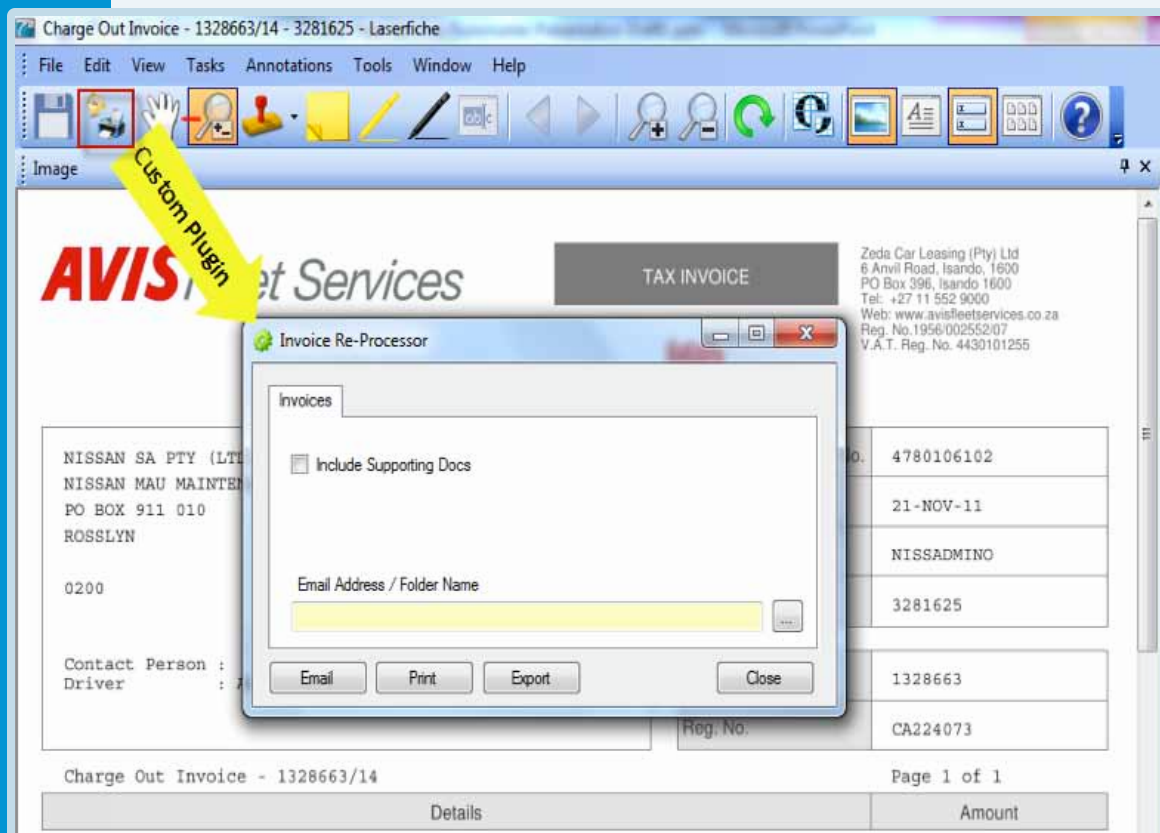 Charge Out Invoice - 1328663/14 - 3281625 - Laserfiche
File Edit View Tasks Annotations Tools Window Help
Image
Custom Plugin
AVIS et Services
TAX INVOICE
Zeda Car Leasing (Pty) Ltd
6 Anvil Road, Isando, 1600
PO Box 396, Isando 1600
Tel: +27 11 552 9000
Web: www.avisfleetservices.co.za
Reg. No.1956/002552/07
V.A.T. Reg. No. 4430101255
Invoice Re-Processor
Invoices
Include Supporting Docs
Email Address / Folder Name
...
Email Print Export Close
NISSAN SA PTY (LT
NISSAN MAU MAINTE
PO BOX 911 010
ROSSLYN
0200
Contact Person :
Driver :
o. 4780106102
21-NOV-11
NISSADMINO
3281625
1328663
Reg. No. CA224073
Charge Out Invoice - 1328663/14 Page 1 of 1
Details Amount